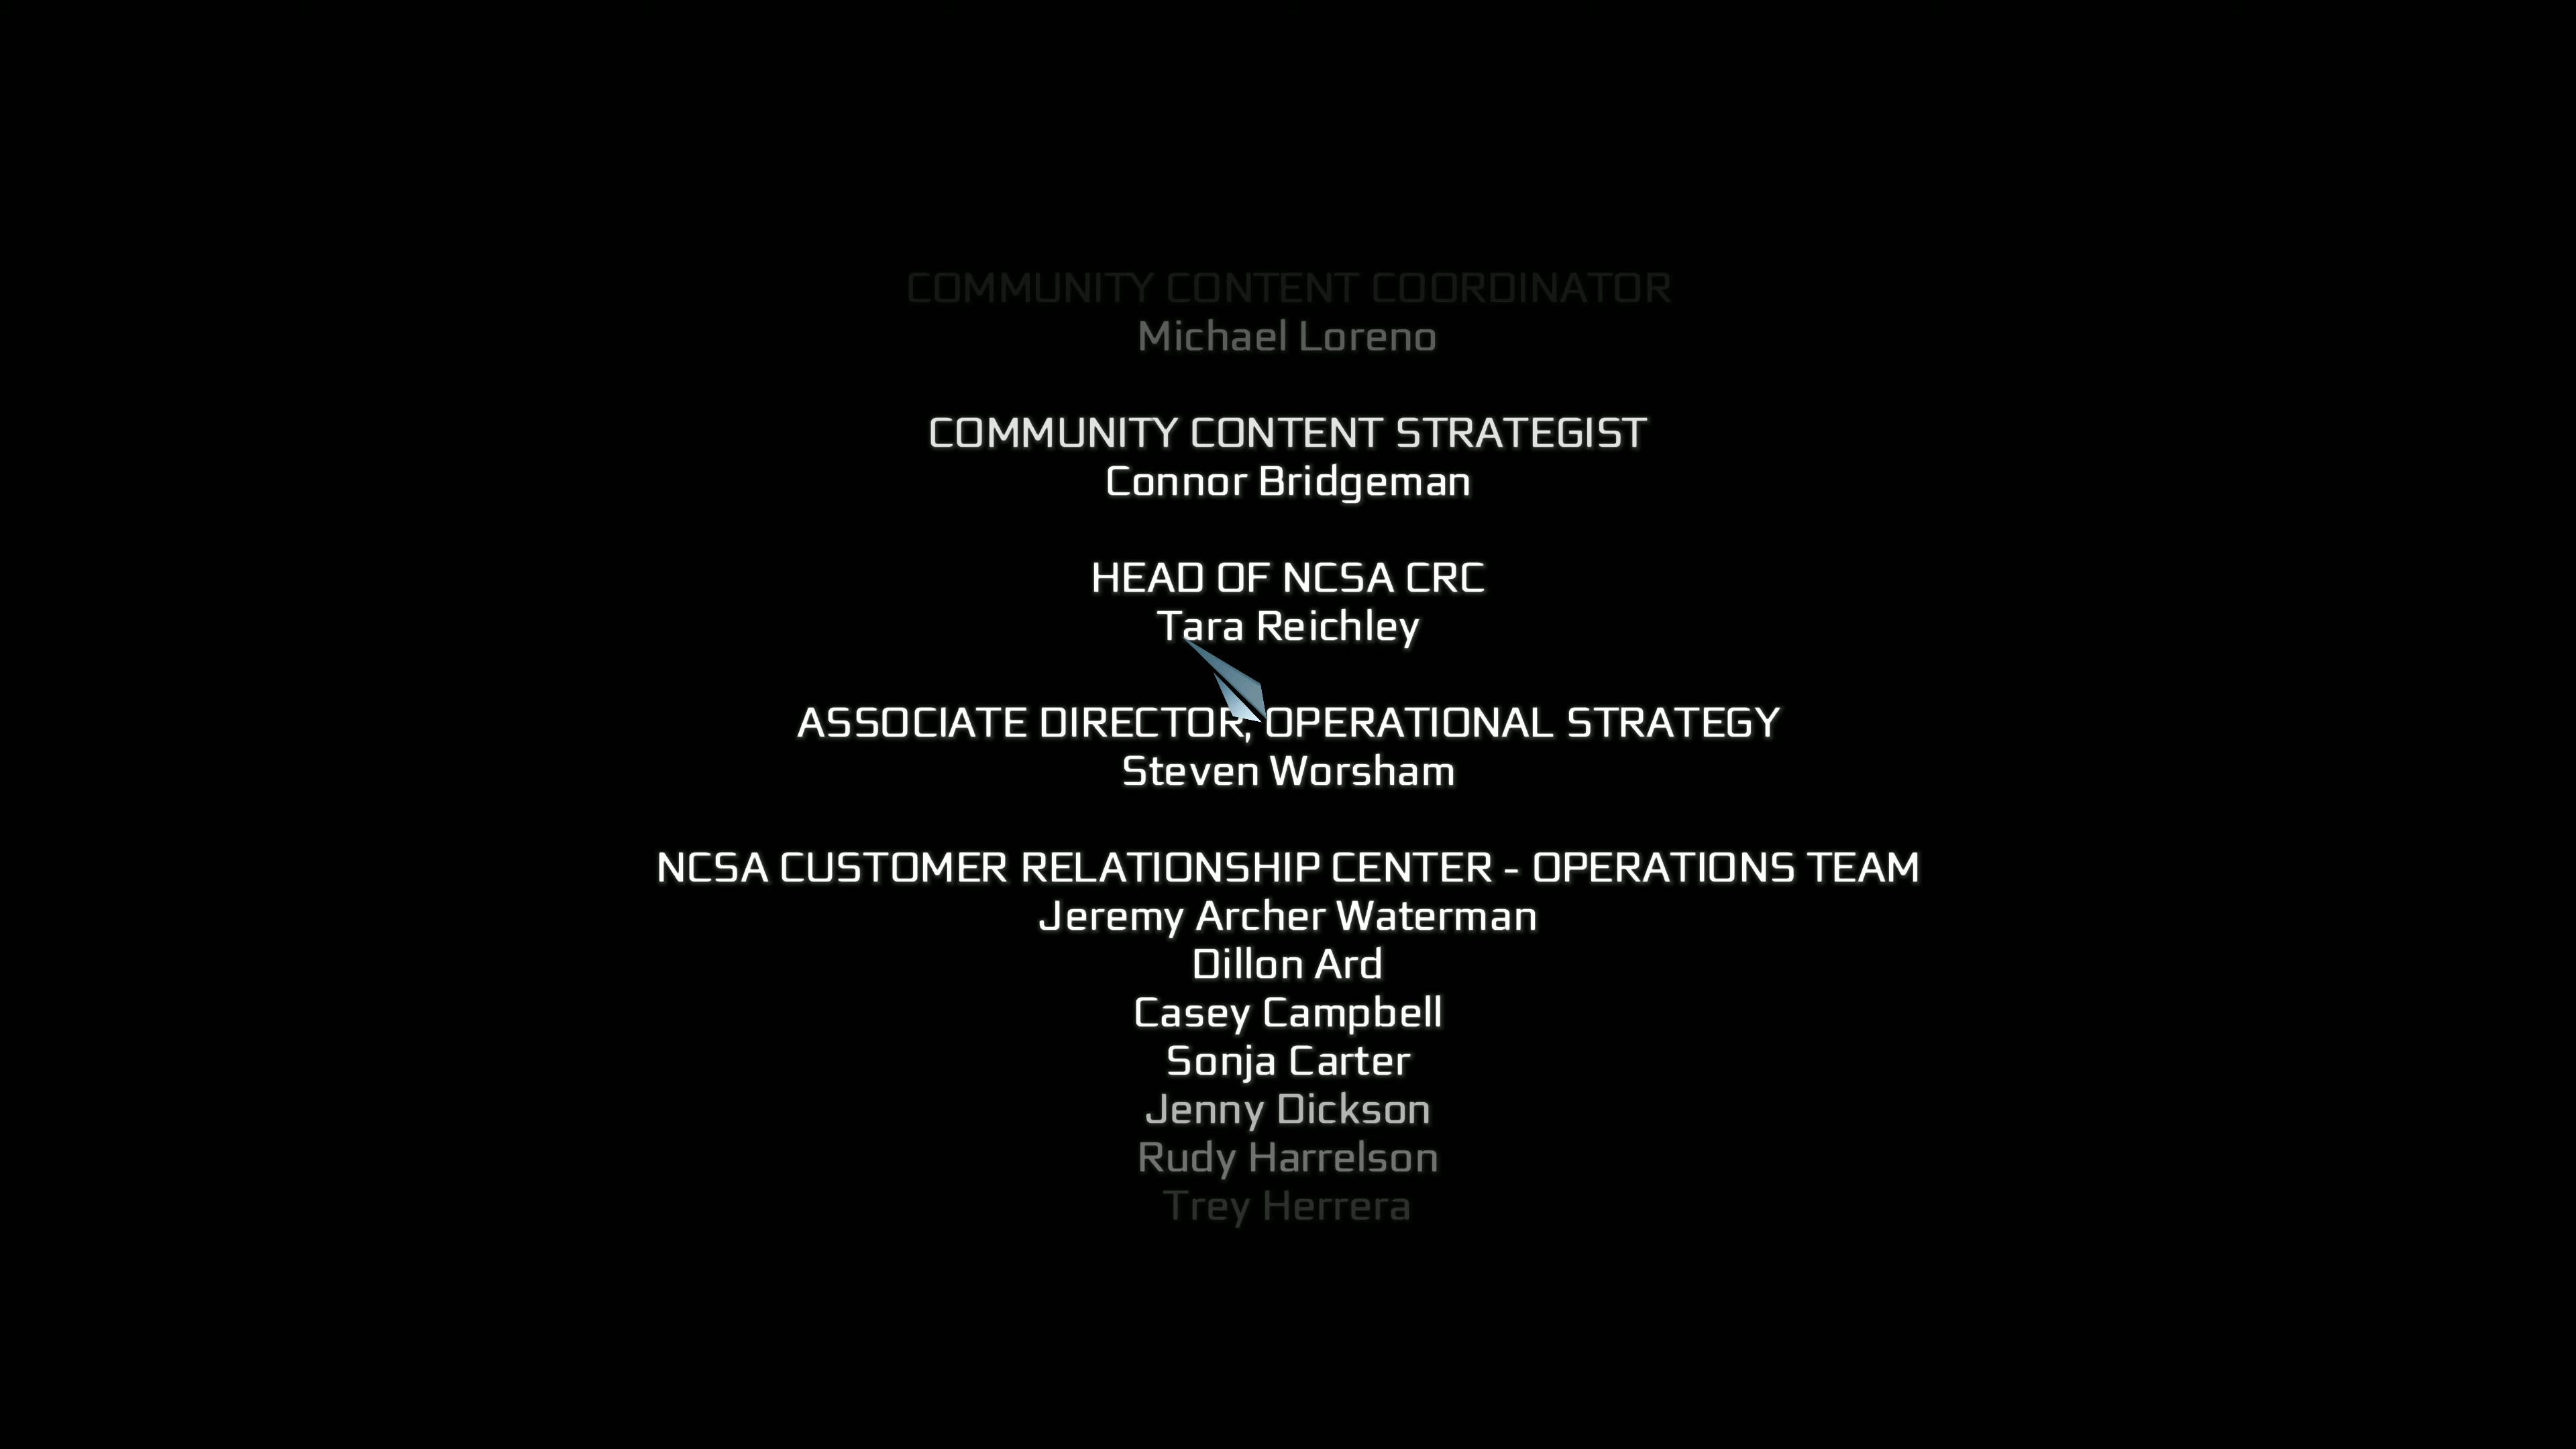 COMMUNITY CONTENT COORDINATOR
Michael Loreno
COMMUNITY CONTENT STRATEGIST
Connor Bridgeman
HEAD OF NCSA CRC
Tara Reichley
ASSOCIATE DIRECTOR, OPERATIONAL STRATEGY
Steven Worsham
NCSA CUSTOMER RELATIONSHIP CENTER - OPERATIONS TEAM
Jeremy Archer Waterman
Dillon Ard
Casey Campbell
Sonja Carter
Jenny Dickson
Rudy Harrelson
Trey Herrera